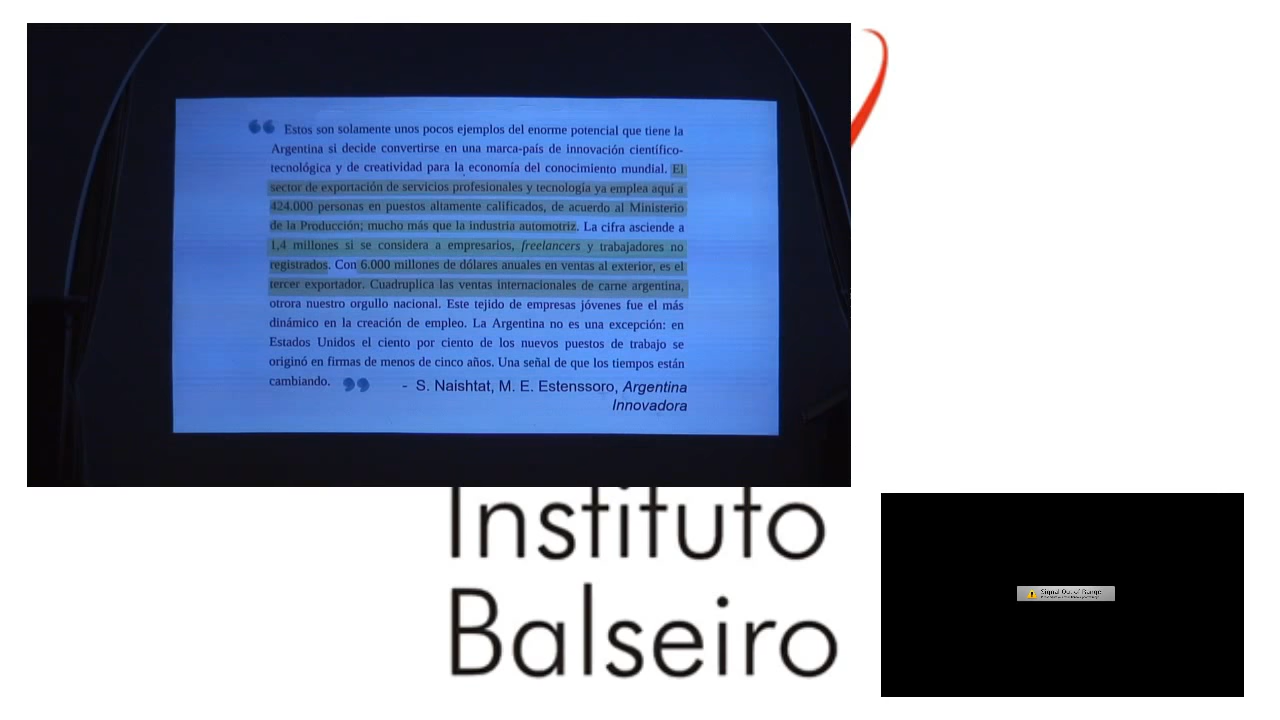 Estos son solamente unos pocos ejemplos del enorme potencial que tiene la
Argentina si decide convertirse en una marca-país de innovación científico-
tecnológica y de creatividad para la economía del conocimiento mundial. El
sector de exportación de servicios profesionales y tecnología ya emplea aquí a
424.000 personas en puestos altamente calificados, de acuerdo al Ministerio
de la Producción; mucho más que la industria automotriz. La cifra asciende a
1,4 millones si se considera a empresarios, freelancers y trabajadores no
registrados. Con 6.000 millones de dólares anuales en ventas al exterior, es el
tercer exportador. Cuadruplica las ventas internacionales de carne argentina,
otrora nuestro orgullo nacional. Este tejido de empresas jóvenes fue el más
dinámico en la creación de empleo. La Argentina no es una excepción: en
Estados Unidos el ciento por ciento de los nuevos puestos de trabajo se
originó en firmas de menos de cinco años. Una señal de que los tiempos están
cambiando.
- S. Naishtat, M. E. Estenssoro, Argentina
Innovadora
Instituto
Balseiro
Signal Out of Range